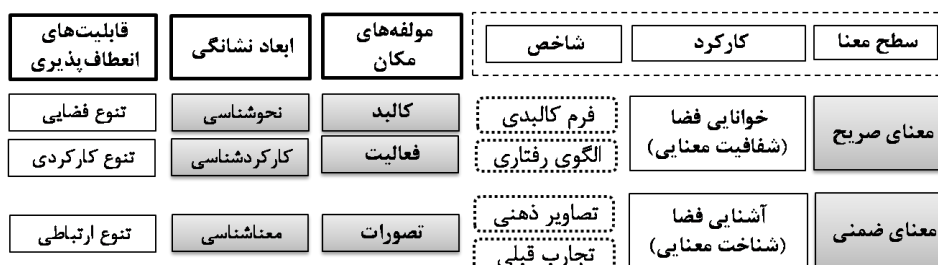 سطح معنا
کارکرد
شاخص
مولفه‌های
مکان
ابعاد نشانگی
قابلیت‌های
انعطاف‌پذیری
معنای صریح
خوانایی فضا
(شفافیت معنایی)
فرم کالبدی
الگوی رفتاری
کالبد
فعالیت
نحوشناسی
کارکردشناسی
تنوع فضایی
تنوع کارکردی
معنای ضمنی
آشنایی فضا
(شناخت معنایی)
تصاویر ذهنی
تجارب قبلی
تصورات
معناشناسی
تنوع ارتباطی